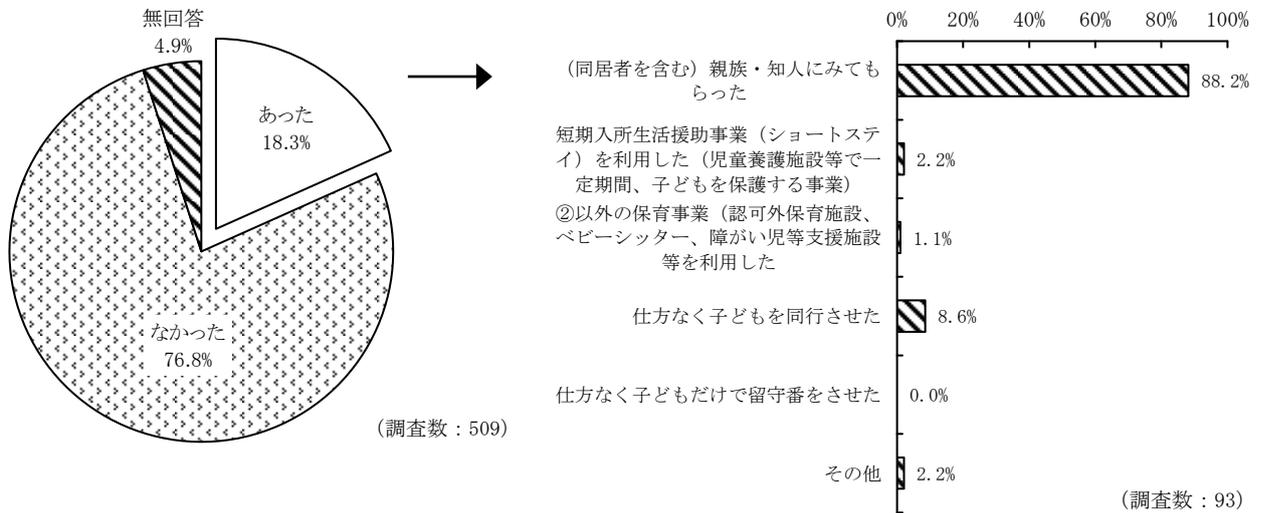 無回答
4.9%
あった
18.3%
なかった
76.8%
(調査数：509)
0%
20%
40%
60%
80%
100%
（同居者を含む）親族・知人にみても
らった
88.2%
短期入所生活援助事業（ショートステ
イ）を利用した（児童養護施設等で一
定期間、子どもを保護する事業）
2.2%
②以外の保育事業（認可外保育施設、
ベビーシッター、障がい児等支援施設
等を利用した
1.1%
仕方なく子どもを同行させた
8.6%
仕方なく子どもだけで留守番をさせた
0.0%
その他
2.2%
(調査数：93)